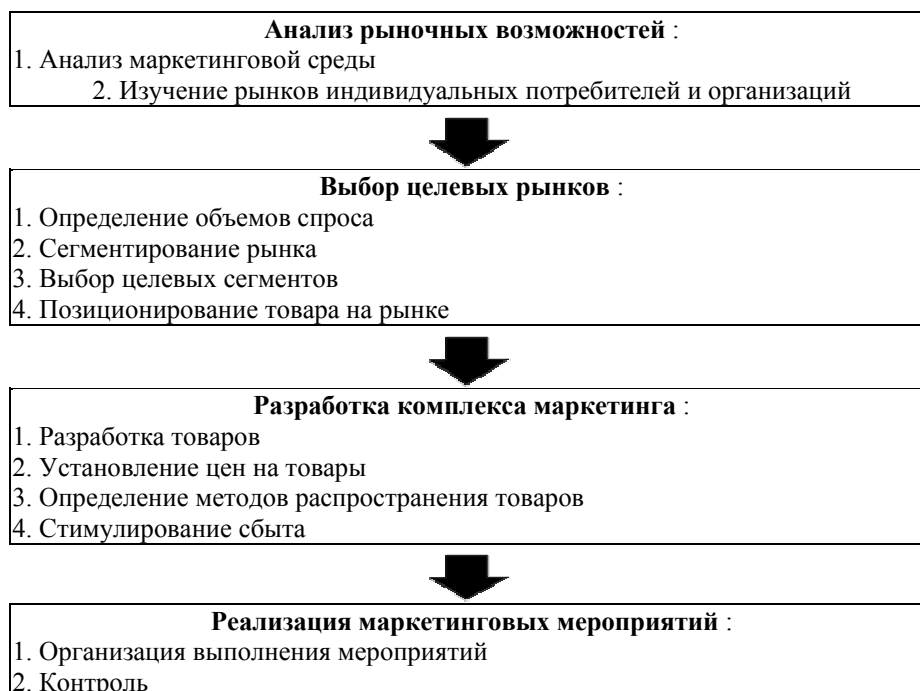 Анализ рыночных возможностей :
1. Анализ маркетинговой среды
2. Изучение рынков индивидуальных потребителей и организаций
Выбор целевых рынков :
1. Определение объемов спроса
2. Сегментирование рынка
3. Выбор целевых сегментов
4. Позиционирование товара на рынке
Разработка комплекса маркетинга :
1. Разработка товаров
2. Установление цен на товары
3. Определение методов распространения товаров
4. Стимулирование сбыта
Реализация маркетинговых мероприятий :
1. Организация выполнения мероприятий
2. Контроль